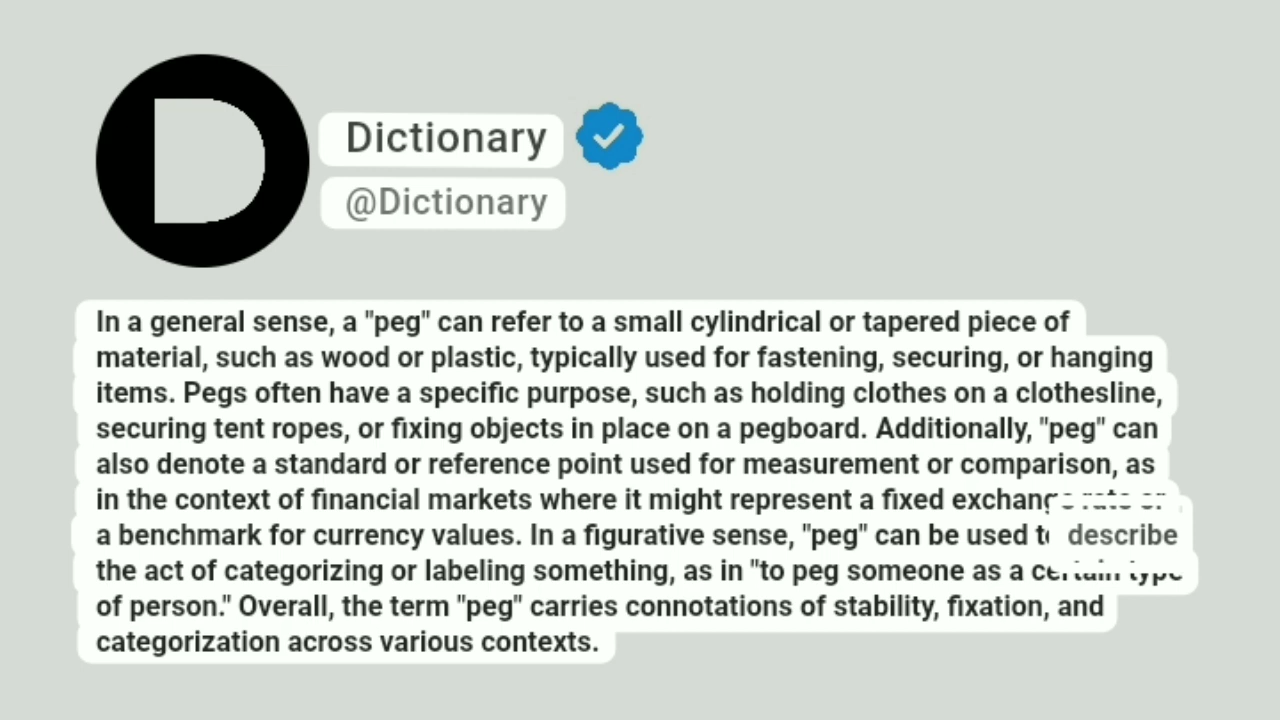 D
Dictionary
@Dictionary
In a general sense, a "peg" can refer to a small cylindrical or tapered piece of
material, such as wood or plastic, typically used for fastening, securing, or hanging
items. Pegs often have a specific purpose, such as holding clothes on a clothesline,
securing tent ropes, or fixing objects in place on a pegboard. Additionally, "peg" can
also denote a standard or reference point used for measurement or comparison, as
in the context of financial markets where it might represent a fixed exchange rate or
a benchmark for currency values. In a figurative sense, "peg" can be used to describe
the act of categorizing or labeling something, as in "to peg someone as a certain type
of person." Overall, the term "peg" carries connotations of stability, fixation, and
categorization across various contexts.